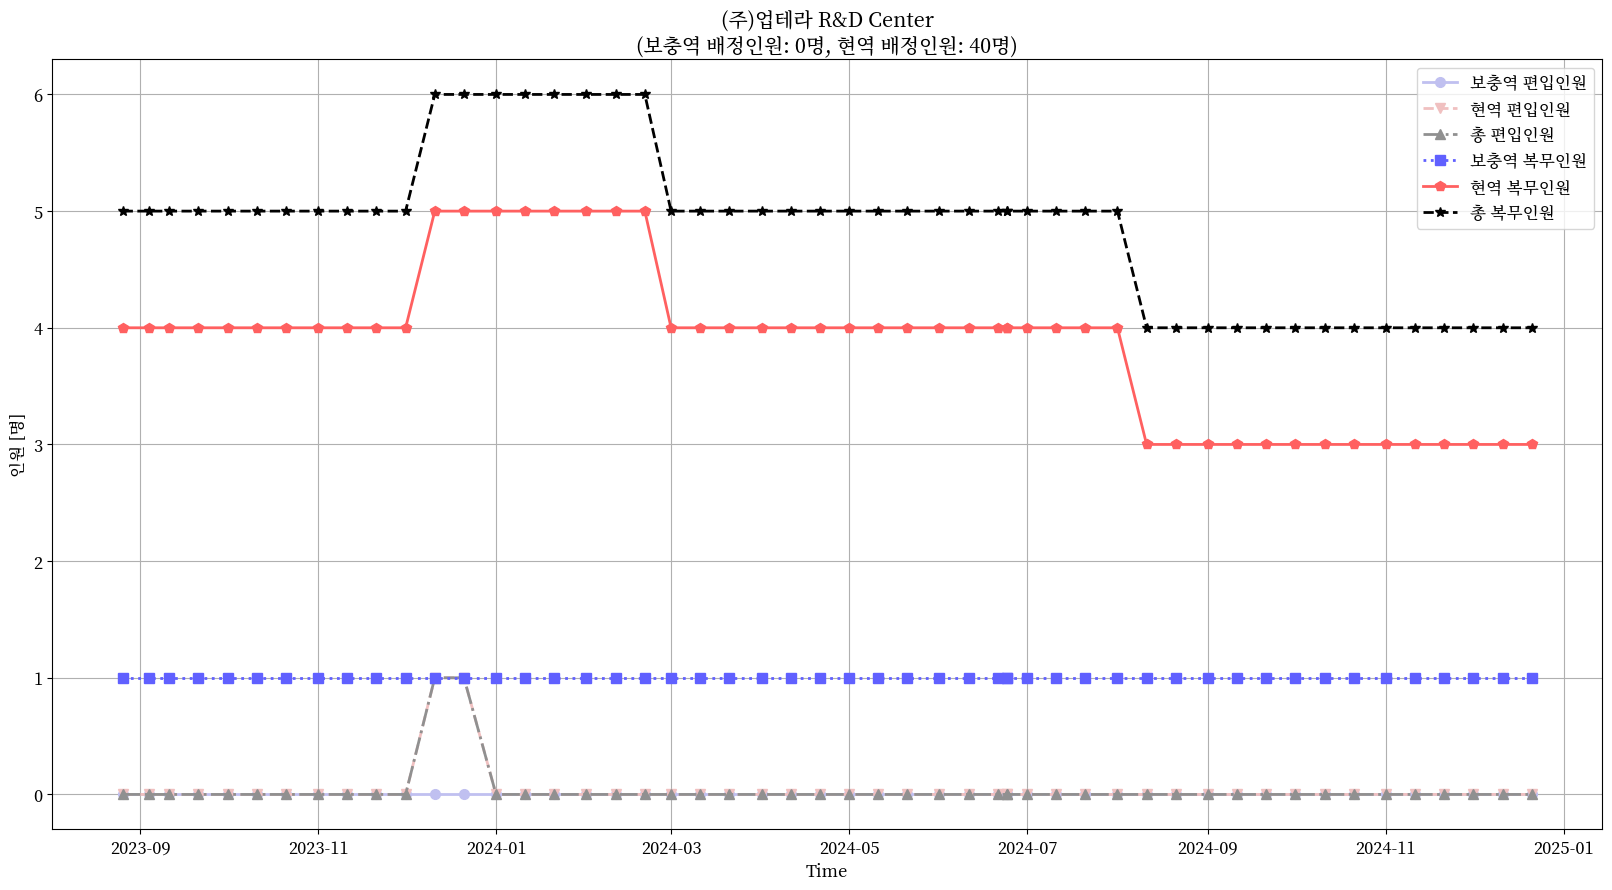 (주)업테라 R&D Center
(보충역 배정인원: 0명, 현역 배정인원: 40명)
보충역 편입인원
현역 편입인원
총 편입인원
보충역 복무인원
현역 복무인원
총 복무인원
인원 [명]
6
5
4
3
2
1
0
2023-09
2023-11
2024-01
2024-03
2024-05
2024-07
2024-09
2024-11
2025-01
Time